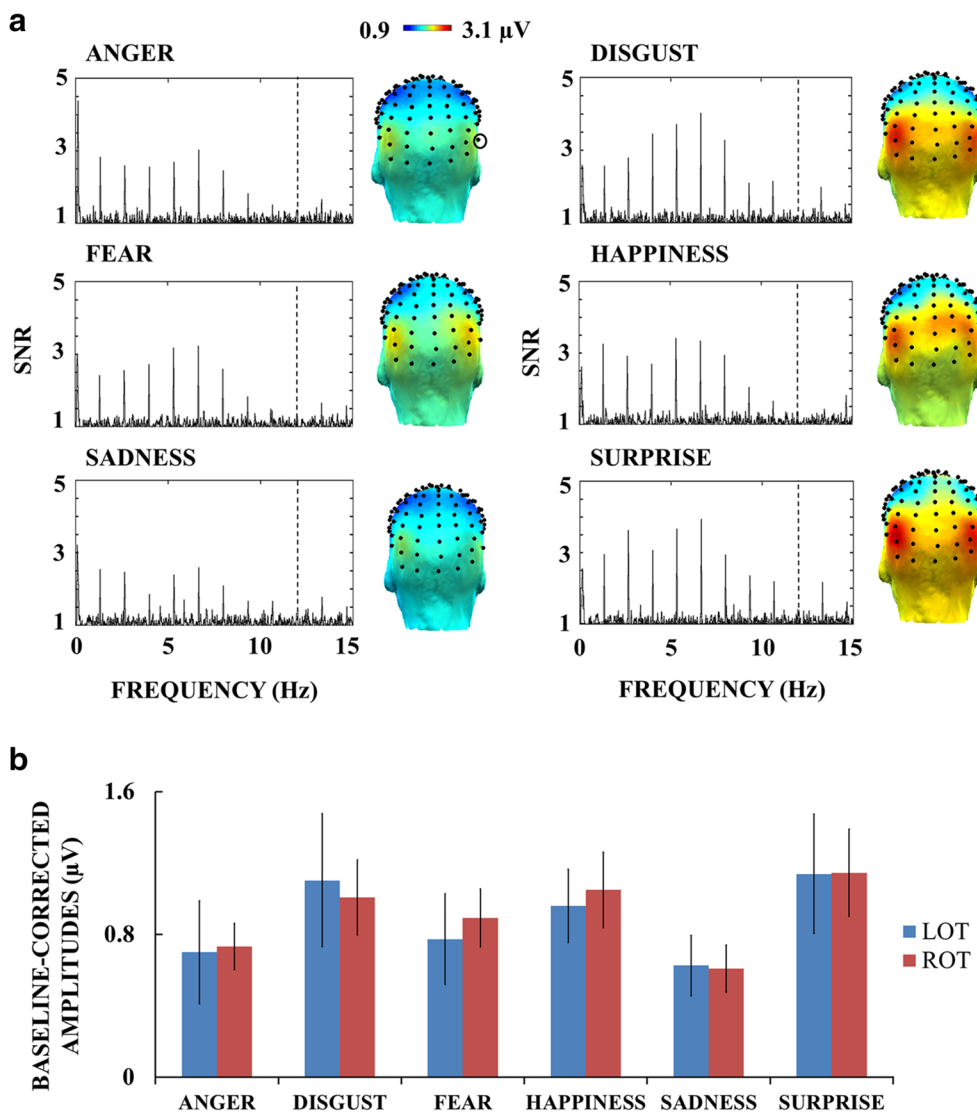 a
0.9 3.1 µV
ANGER
5
3
1
DISGUST
5
3
1
FEAR
5
3
1
SNR
HAPPINESS
5
3
1
SNR
SADNESS
5
3
1
0 5 10 15
FREQUENCY (Hz)
SURPRISE
5
3
1
0 5 10 15
FREQUENCY (Hz)
b
BASELINE-CORRECTED
AMPLITUDES (µV)
1.6
0.8
0
LOT
ROT
ANGER DISGUST FEAR HAPPINESS SADNESS SURPRISE